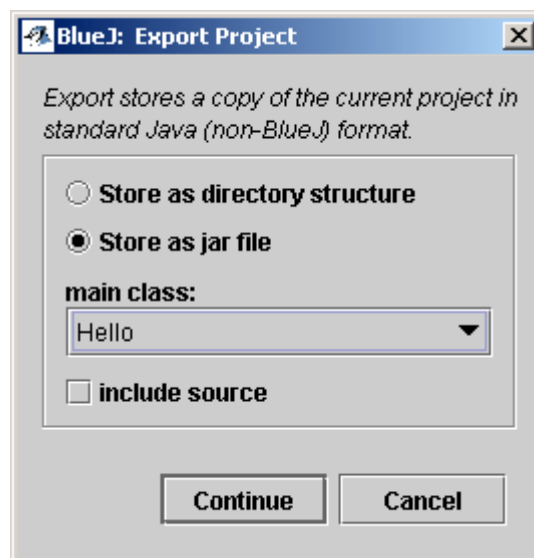 BlueJ: Export Project
Export stores a copy of the current project in
standard Java (non-BlueJ) format.
Store as directory structure
Store as jar file
main class:
Hello
include source
Continue Cancel